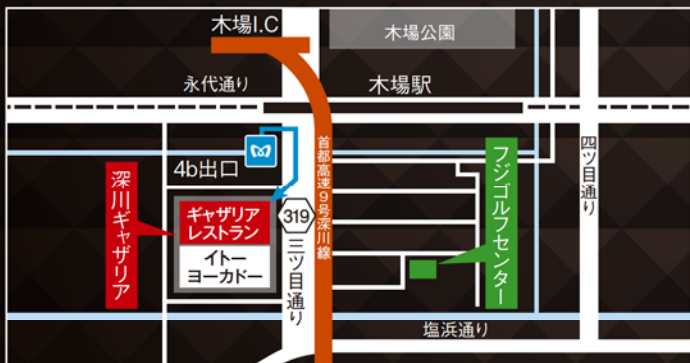 木場I.C
木場公園
永代通り
木場駅
4b出口
首都高速9号深川線
四ツ目通り
深川ギャザリア
ギャザリア
レストラン
イトー
ヨーカドー
319
三ツ目通り
フジゴルフセンター
塩浜通り